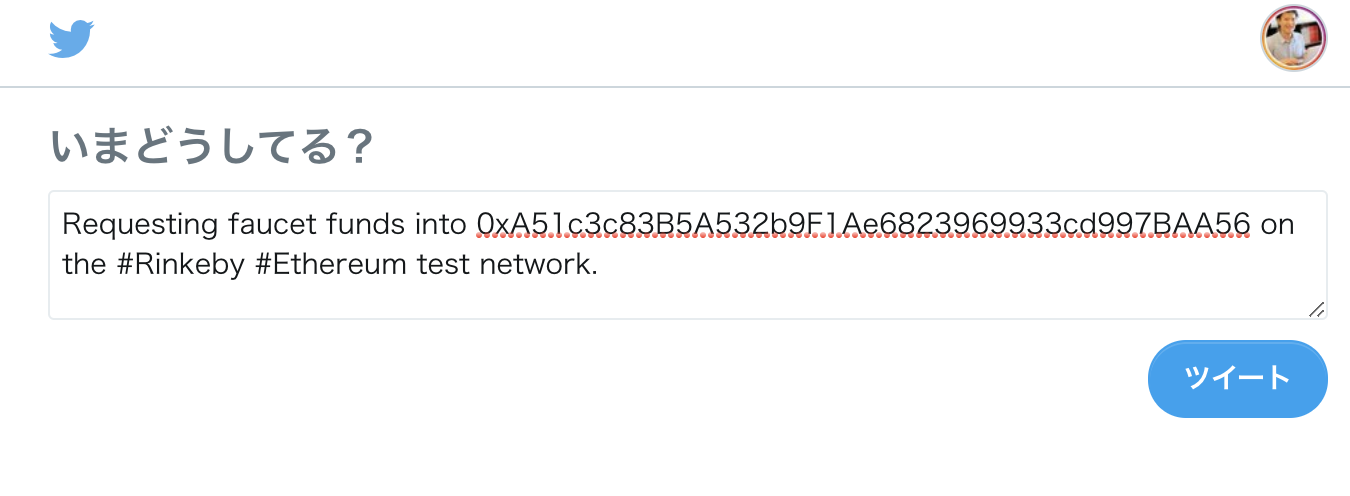 いまどうしてる？
Requesting faucet funds into 0xA51c3c83B5A532b9F1Ae6823969933cd997BAA56 on
the #Rinkeby #Ethereum test network.
ツイート